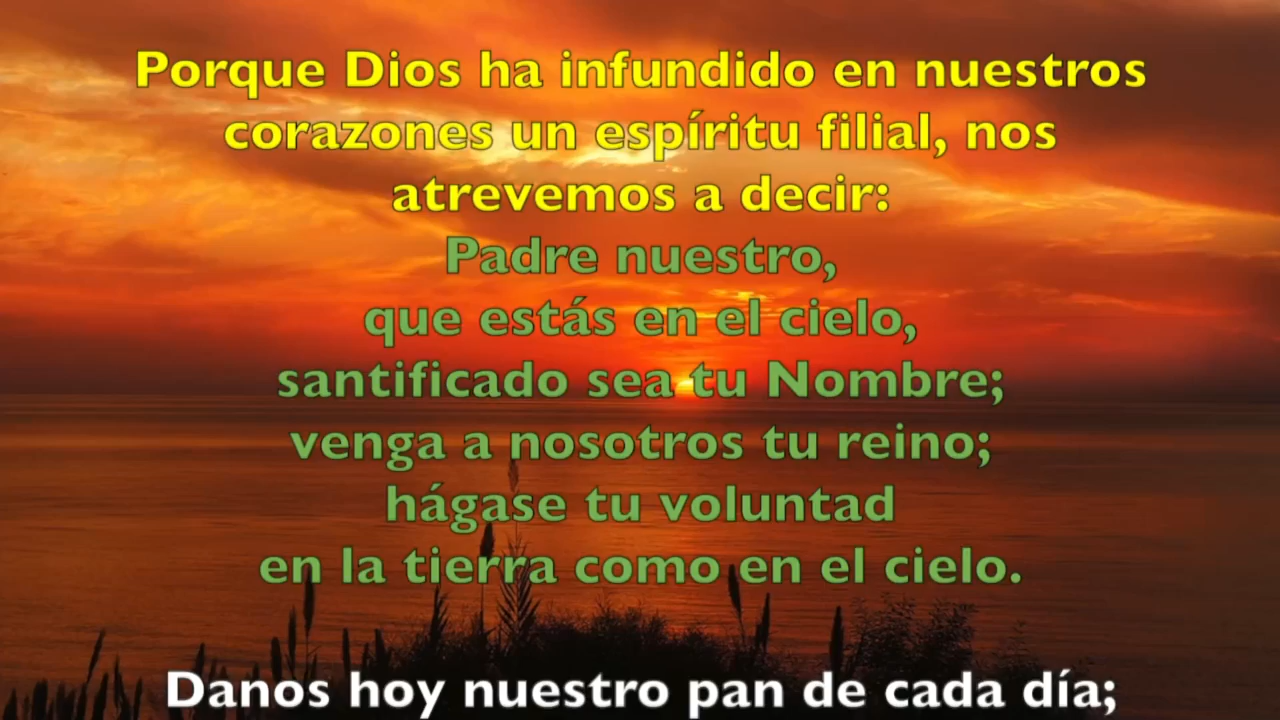 Porque Dios ha infundido en nuestros
corazones un espíritu filial, nos
atrevemos a decir:
Padre nuestro,
que estás en el cielo,
santificado sea tu Nombre;
venga a nosotros tu reino;
hágase tu voluntad
en la tierra como en el cielo.
Danos hoy nuestro pan de cada día;